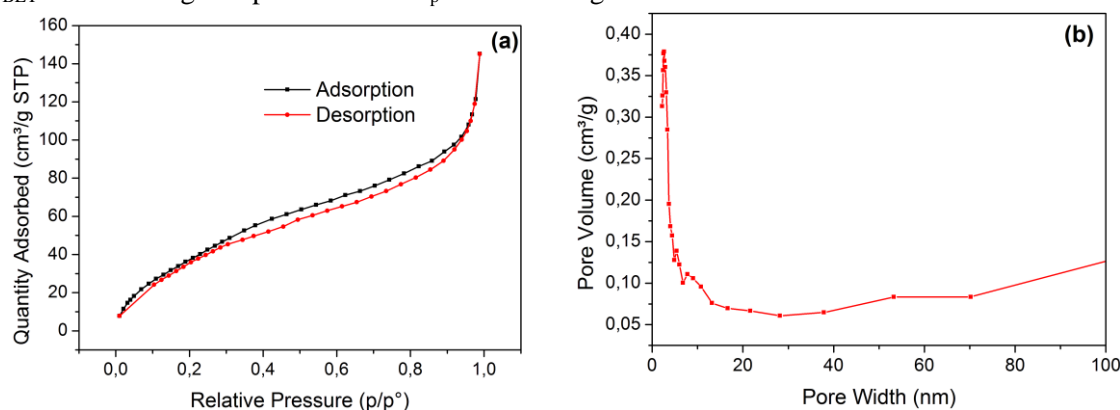 BET
p
(a)
160
140
120
100
80
60
40
20
0
Quantity Adsorbed (cm³/g STP)
Adsorption
Desorption
0,0 0,2 0,4 0,6 0,8 1,0
Relative Pressure (p/p°)
(b)
0,40
0,35
0,30
0,25
0,20
0,15
0,10
0,05
Pore Volume (cm³/g)
0 20 40 60 80 100
Pore Width (nm)